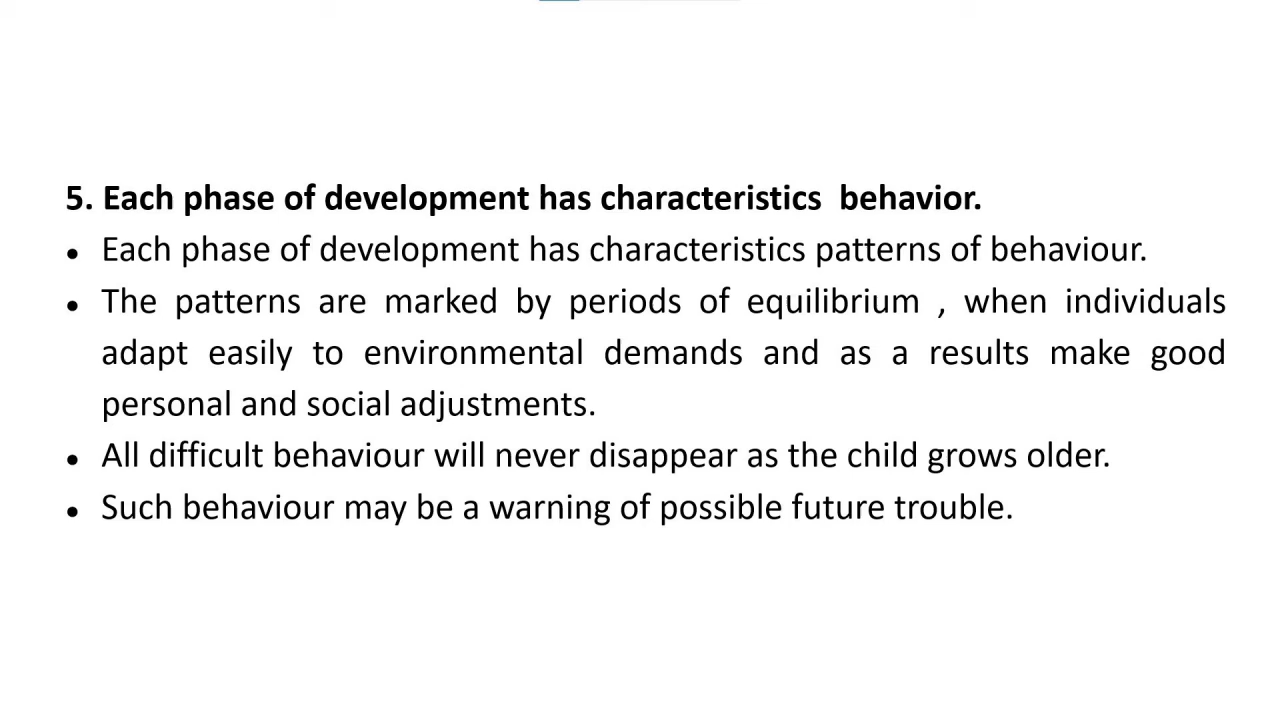 5. Each phase of development has characteristics  behavior.
• Each phase of development has characteristics patterns of behaviour.
• The patterns are marked by periods of equilibrium , when individuals
adapt easily to environmental demands and as a results make good
personal and social adjustments.
• All difficult behaviour will never disappear as the child grows older.
• Such behaviour may be a warning of possible future trouble.